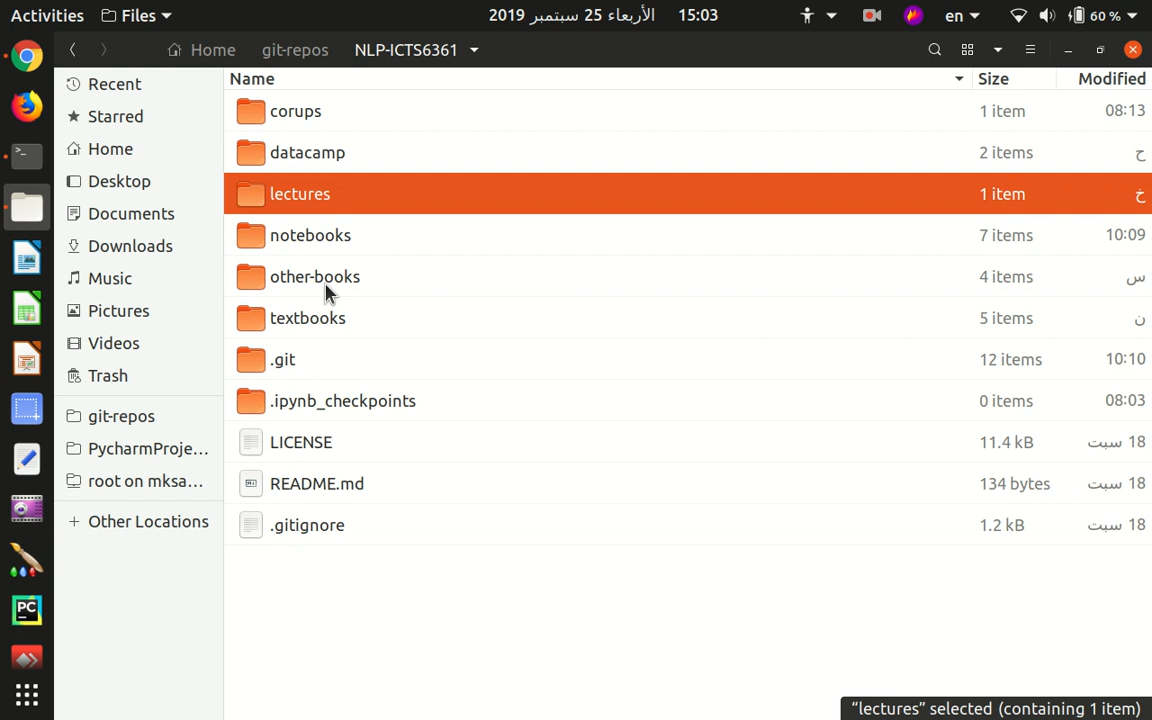 Activities Files الأربعاء 25 سبتمبر 2019 15:03 en 60 %
Home git-repos NLP-ICTS6361
Name Size Modified
Recent
Starred
Home
Desktop
Documents
Downloads
Music
Pictures
Videos
Trash
git-repos
PycharmProje...
root on mksa...
+ Other Locations
corups 1 item 08:13
datacamp 2 items ح
lectures 1 item خ
notebooks 7 items 10:09
other-books 4 items س
textbooks 5 items ن
.git 12 items 10:10
.ipynb_checkpoints 0 items 08:03
LICENSE 11.4 kB 18 سبت
README.md 134 bytes 18 سبت
.gitignore 1.2 kB 18 سبت
PC
"lectures" selected (containing 1 item)